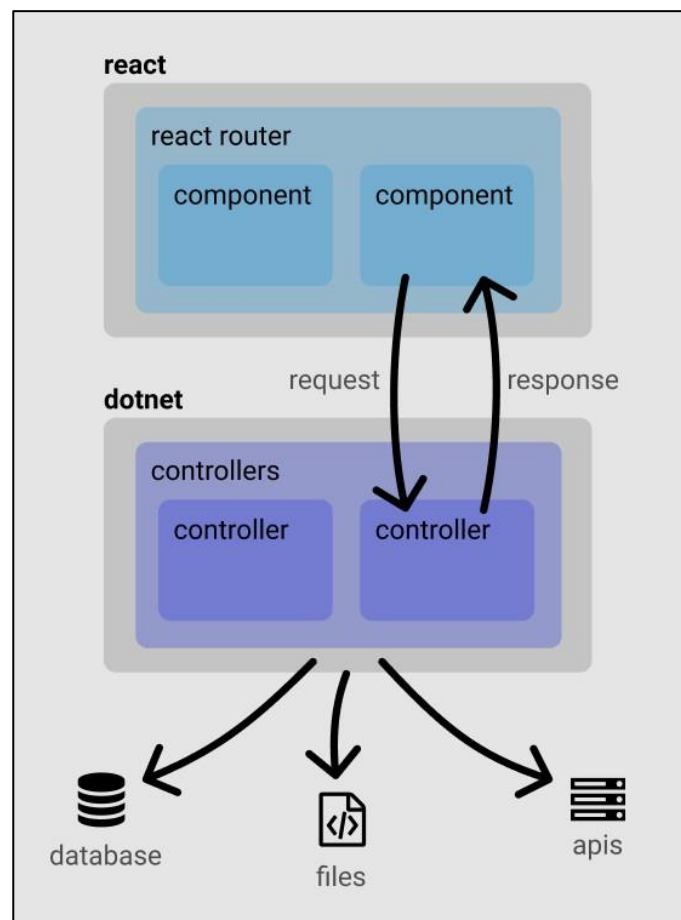 react
react router
component
component
request
response
dotnet
controllers
controller
controller
database
files
apis